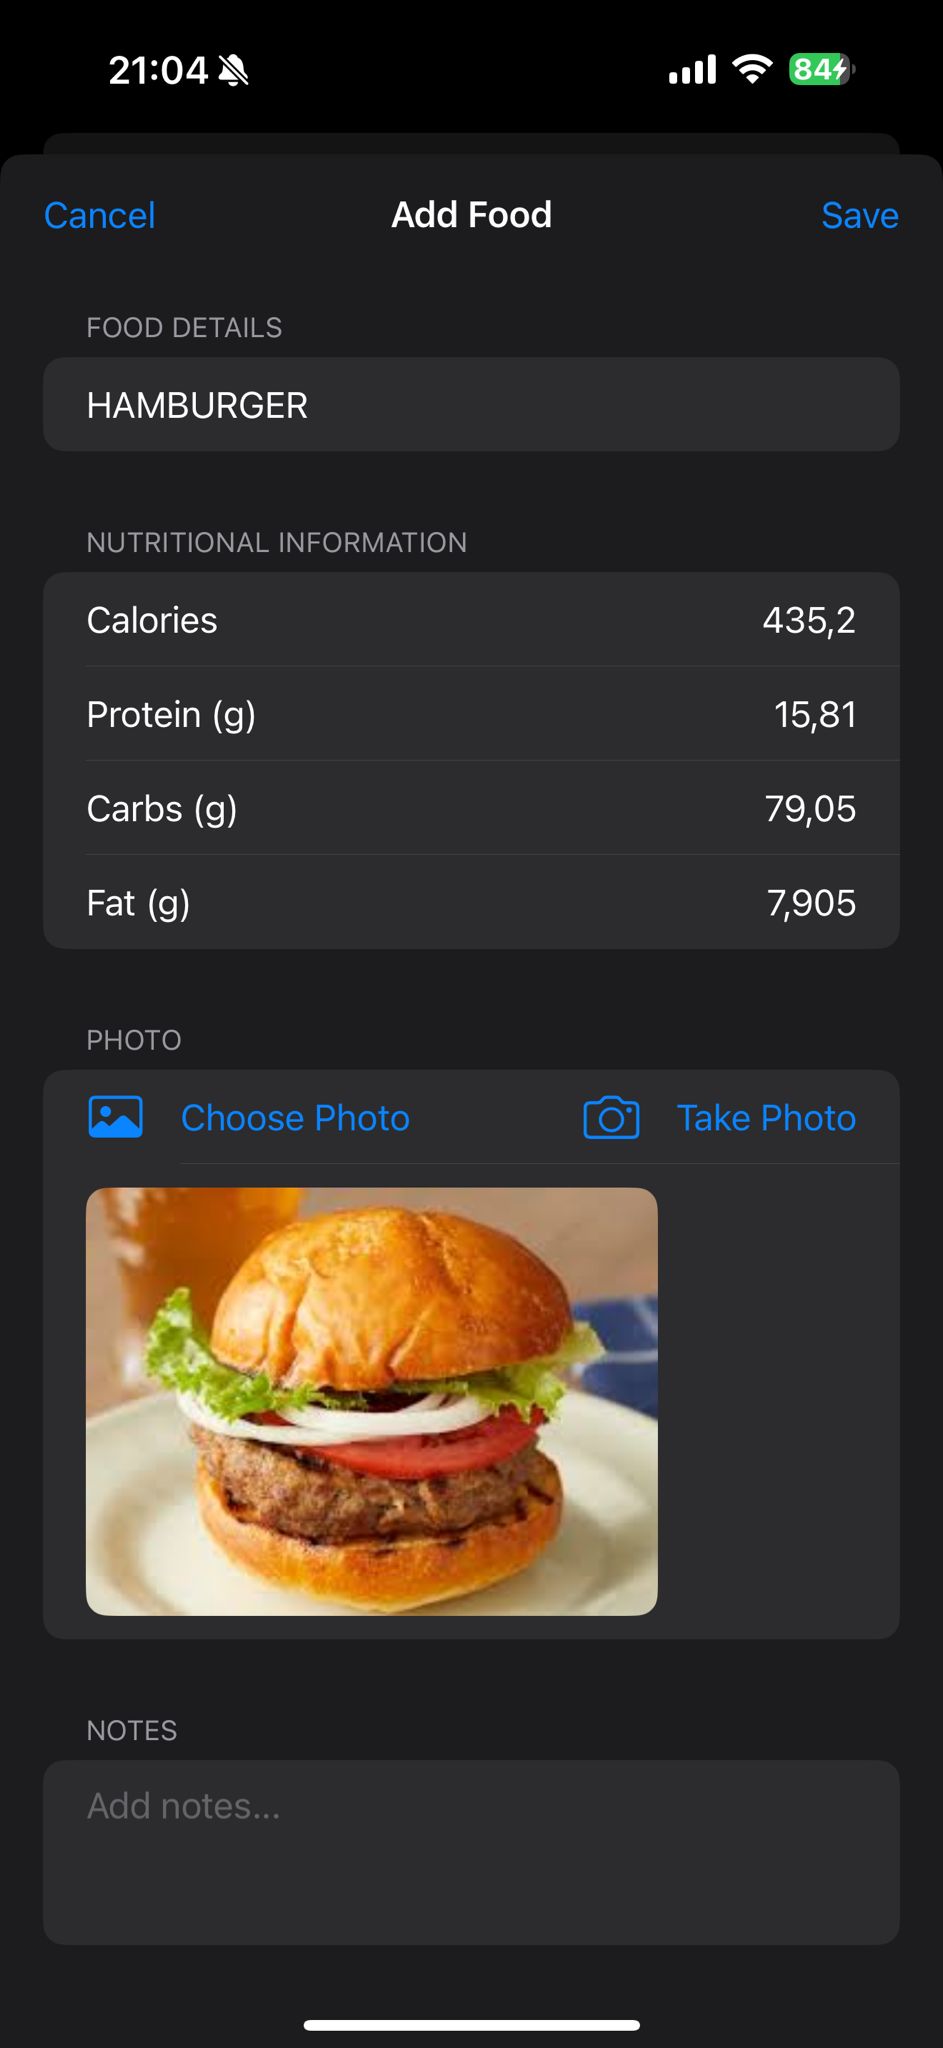 21:04 84
Cancel Add Food Save
FOOD DETAILS
HAMBURGER
NUTRITIONAL INFORMATION
Calories 435,2
Protein (g) 15,81
Carbs (g) 79,05
Fat (g) 7,905
PHOTO
Choose Photo Take Photo
NOTES
Add notes...